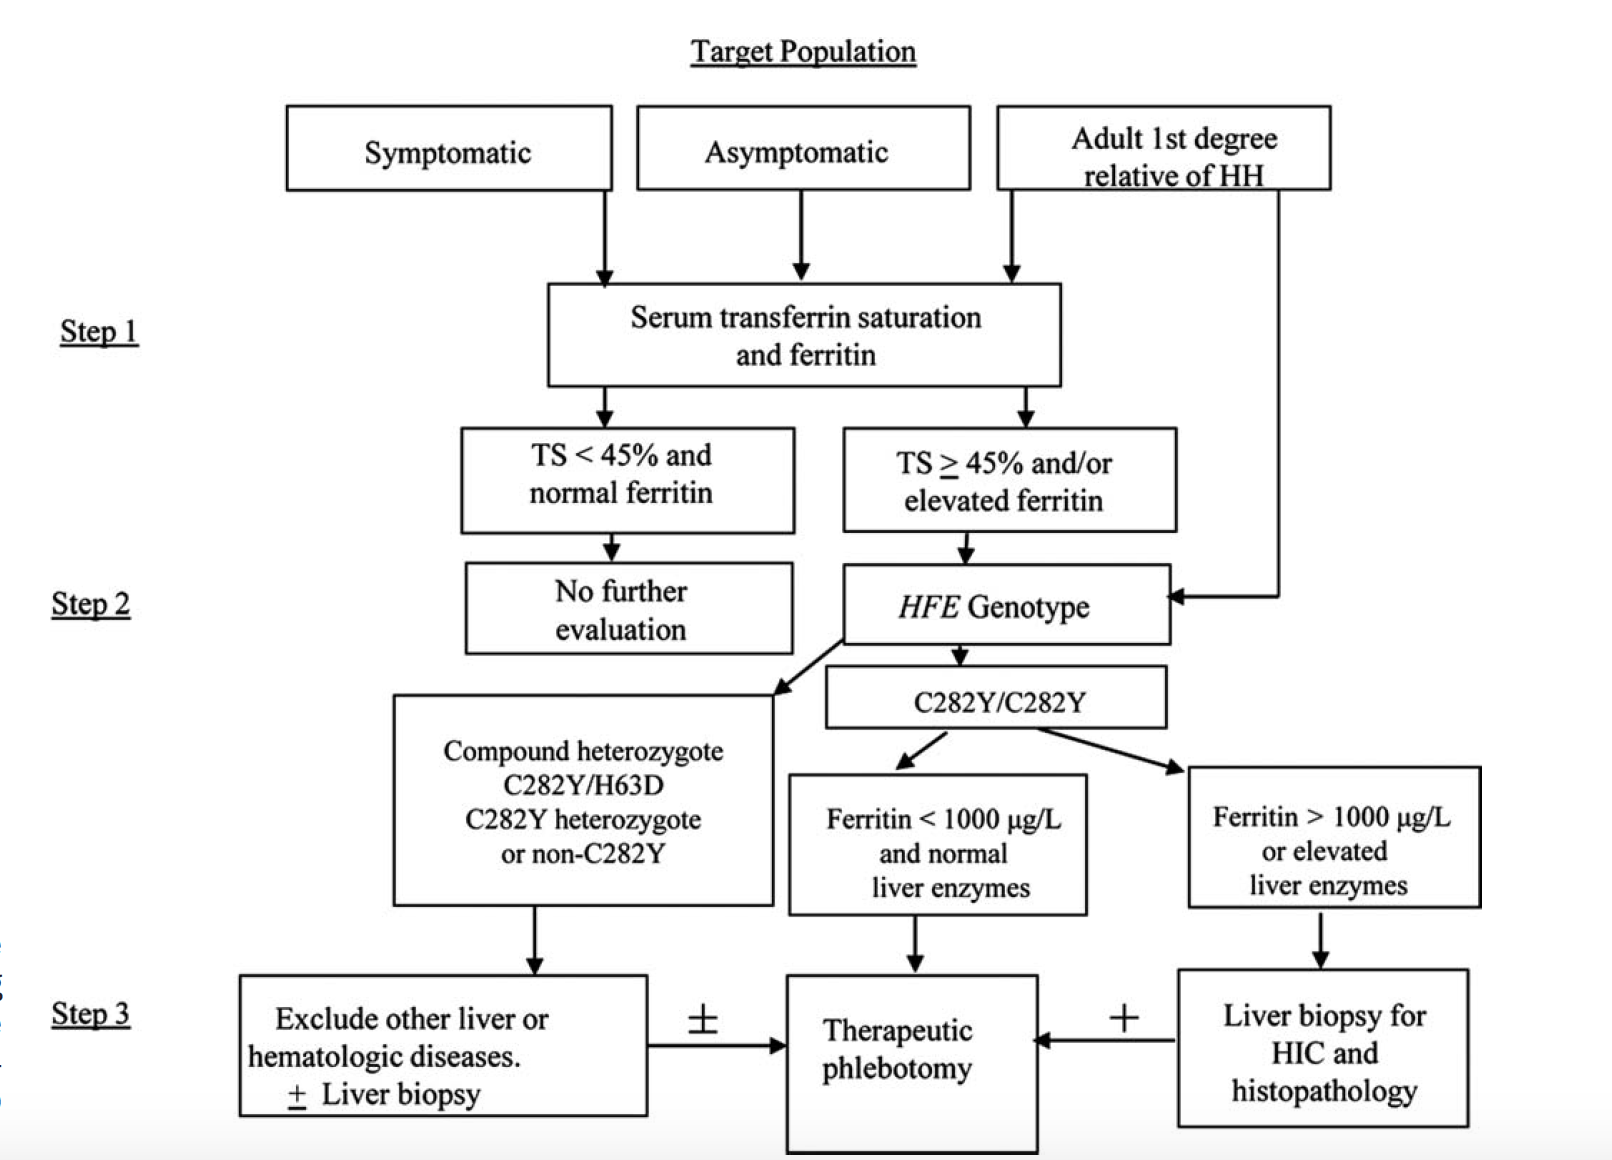 Target Population
Symptomatic
Asymptomatic
Adult 1st degree
relative of HH
Step 1
Serum transferrin saturation
and ferritin
TS < 45% and
normal ferritin
TS ≥ 45% and/or
elevated ferritin
Step 2
No further
evaluation
HFE Genotype
C282Y/C282Y
Compound heterozygote
C282Y/H63D
C282Y heterozygote
or non-C282Y
Ferritin < 1000 µg/L
and normal
liver enzymes
Ferritin > 1000 µg/L
or elevated
liver enzymes
Step 3
Exclude other liver or
hematologic diseases.
± Liver biopsy
±
Therapeutic
phlebotomy
+
Liver biopsy for
HIC and
histopathology